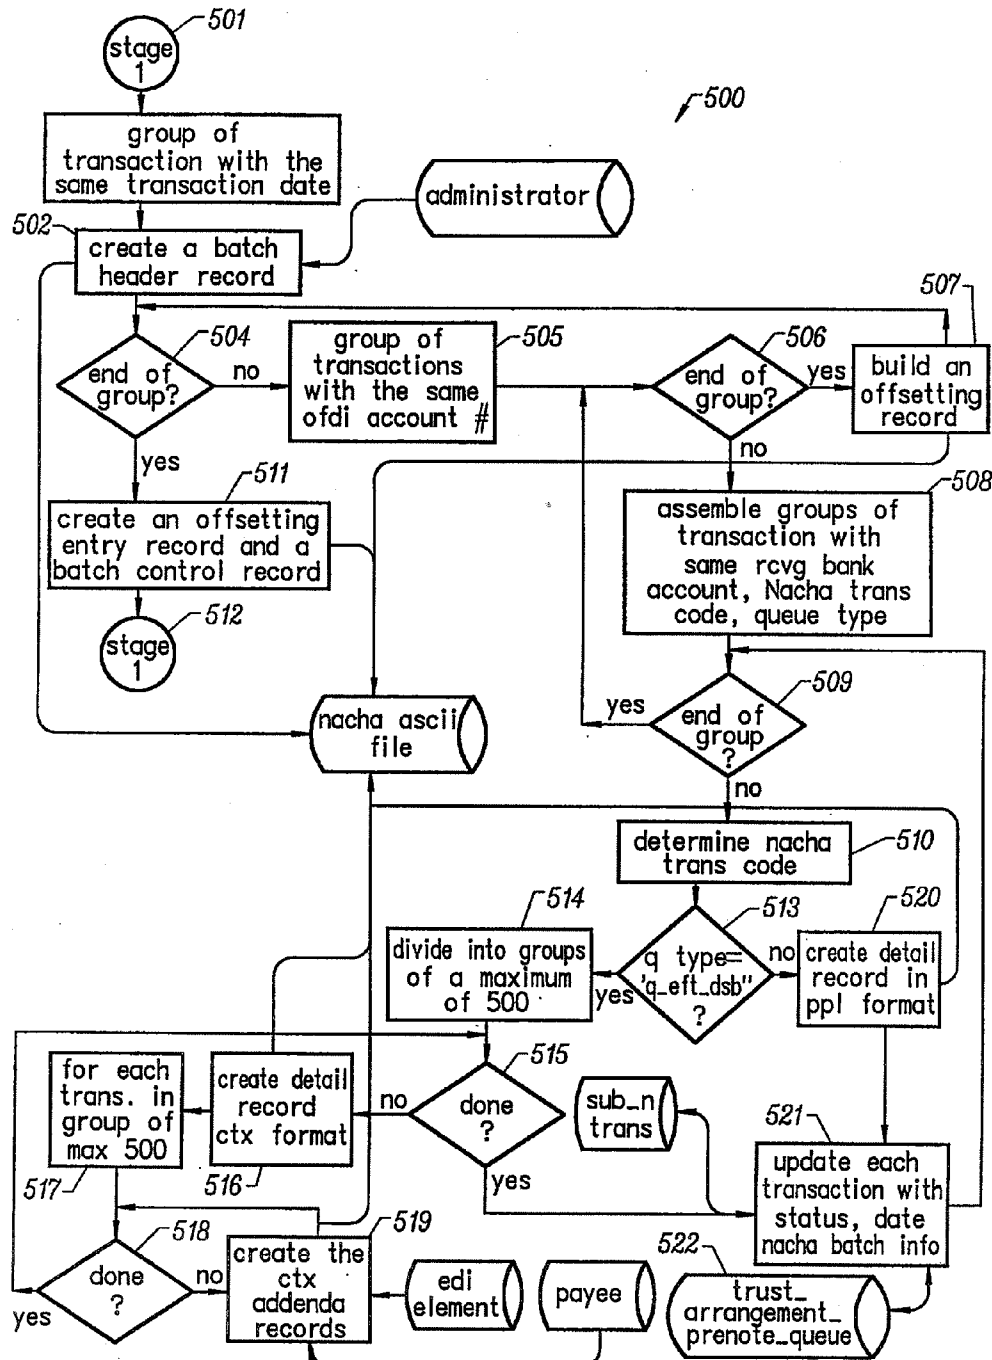 501
stage
1
500
group of
transaction with the
same transaction date
administrator
502
create a batch
header record
507
504
505
506
end of
group?
no
group of
transactions
with the same
ofdi account #
end of
group?
yes
build an
offsetting
record
yes
no
511
508
create an offsetting
entry record and a
batch control record
assemble groups of
transaction with
same rcvg bank
account, Nacha trans
code, queue type
512
stage
1
509
nacha ascii
file
yes
end of
group
?
no
determine nacha
trans code
510
514
513
520
divide into groups
of a maximum
of 500
yes
q type=
'q_eft_dsb"
?
no
create detail
record in
ppl format
515
for each
trans. in
group of
max 500
create detail
record
ctx format
no
done
?
sub_n
trans
521
517
516
yes
update each
transaction with
status, date
nacha batch info
518
519
522
done
?
no
yes
create the
ctx
addenda
records
edi
element
payee
trust_
arrangement_
prenote_queue